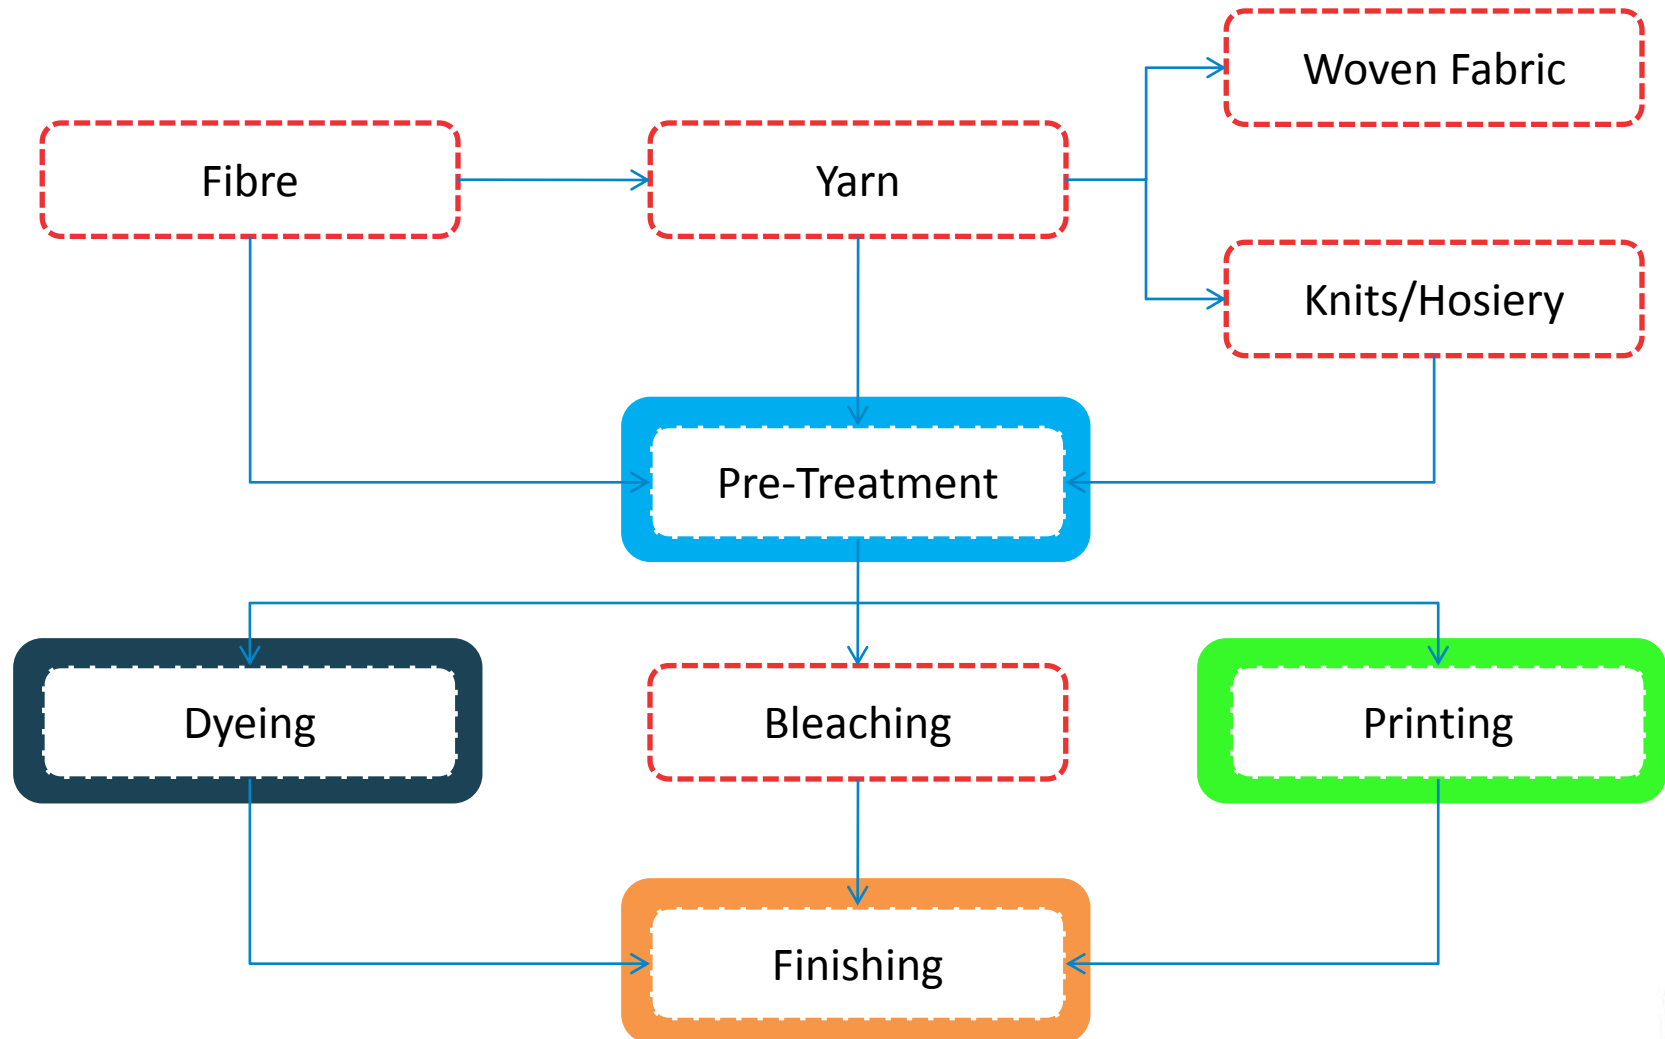 Woven Fabric
Fibre
Yarn
Knits/Hosiery
Pre-Treatment
Dyeing
Bleaching
Printing
Finishing